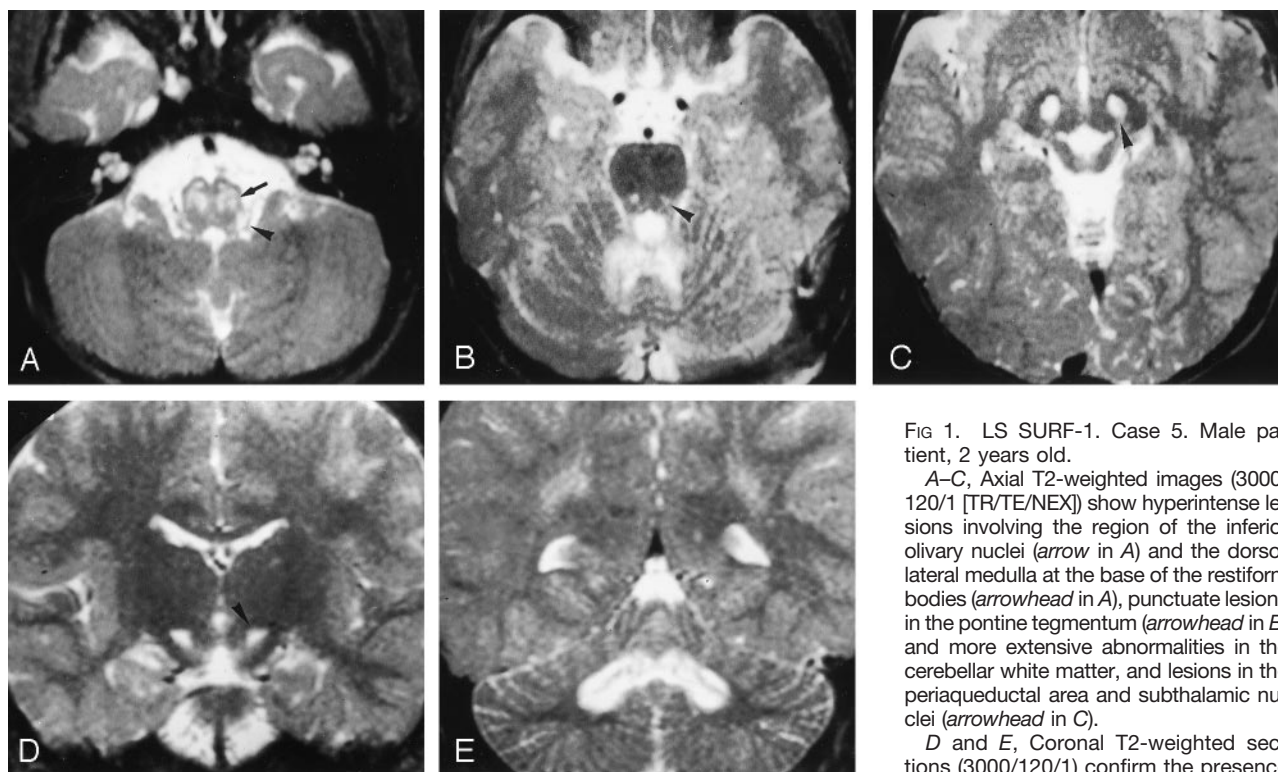 A
B
C
D
E
FIG 1. LS SURF-1. Case 5. Male pa
tient, 2 years old.
A–C, Axial T2-weighted images (3000
120/1 [TR/TE/NEX]) show hyperintense le
sions involving the region of the inferio
olivary nuclei (arrow in A) and the dorso
lateral medulla at the base of the restiform
bodies (arrowhead in A), punctuate lesion
in the pontine tegmentum (arrowhead in B
and more extensive abnormalities in th
cerebellar white matter, and lesions in the
periaqueductal area and subthalamic nu
clei (arrowhead in C).
D and E, Coronal T2-weighted sec
tions (3000/120/1) confirm the presenc